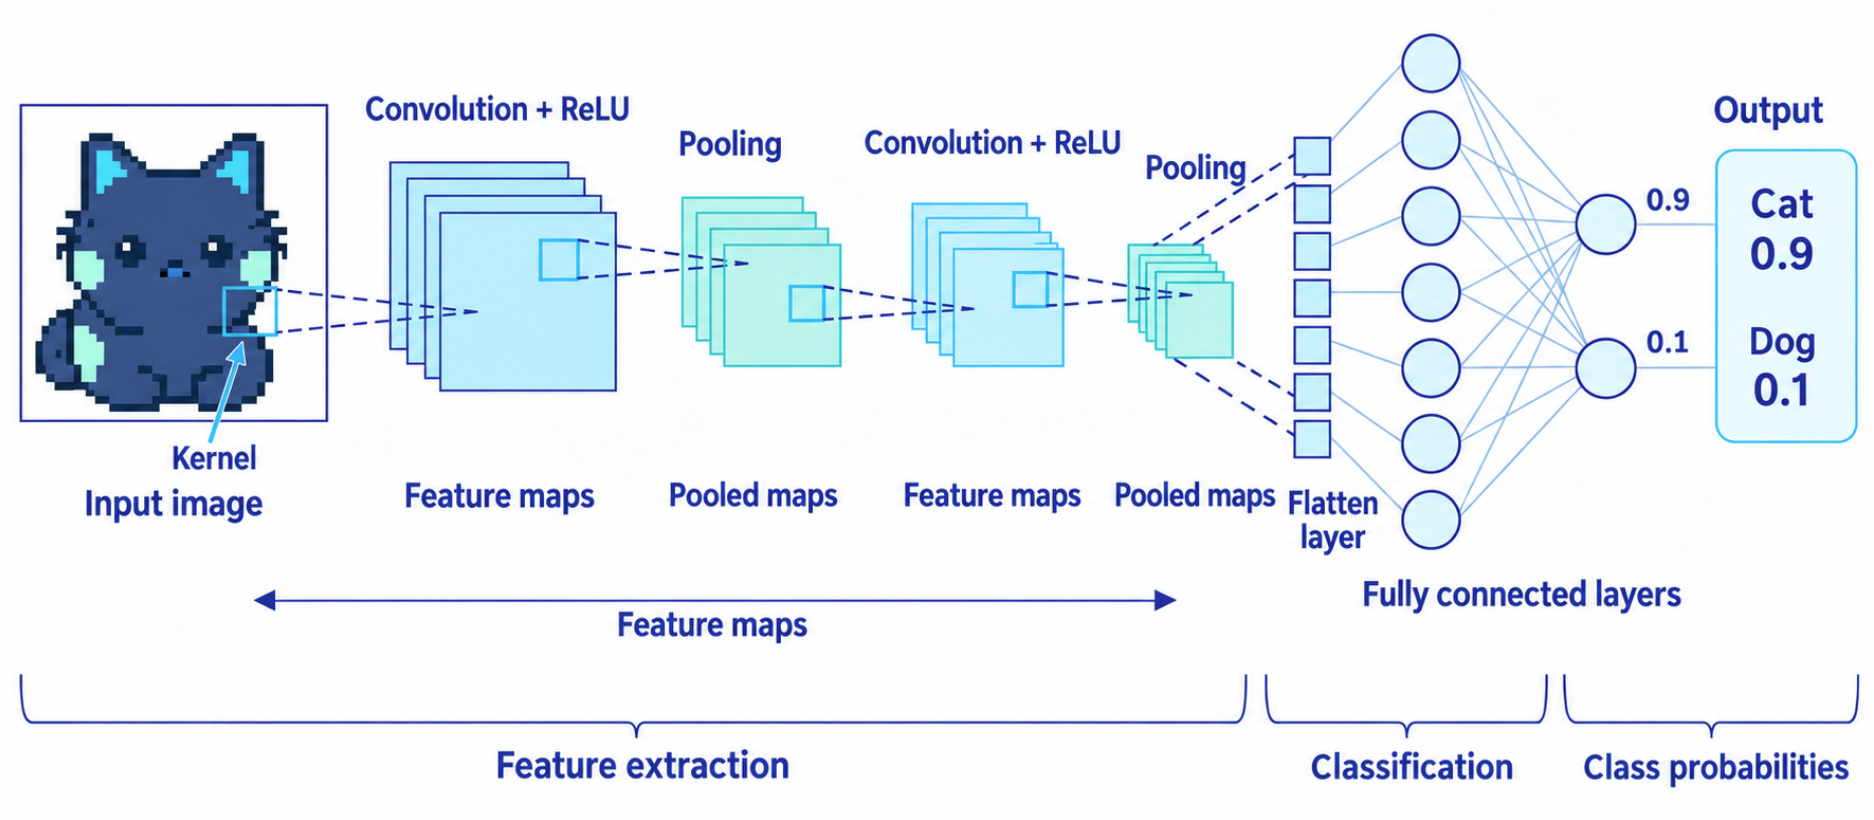 Convolution + ReLU
Pooling
Convolution + ReLU
Pooling
Output
0.9
Cat
0.9
0.1
Dog
0.1
Kernel
Input image
Feature maps
Pooled maps
Feature maps
Pooled maps
Flatten
layer
Fully connected layers
Feature maps
Feature extraction
Classification
Class probabilities